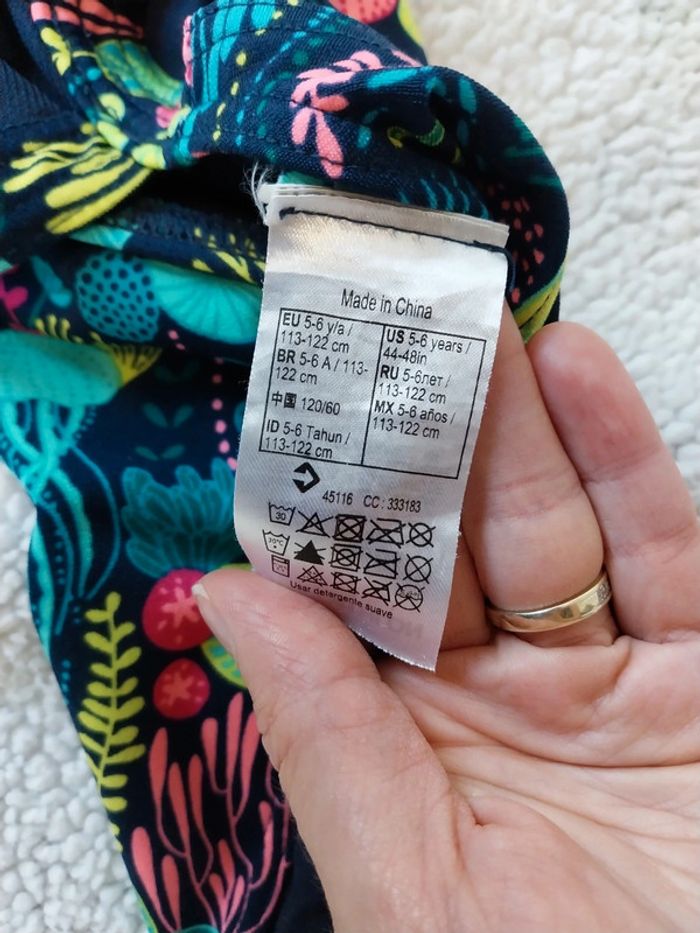 Made in China
EU 5-6 y/a /
113-122 cm
BR 5-6 A / 113-
122 cm
中国 120/60
ID 5-6 Tahun /
113-122 cm
US 5-6 years /
44-48in
RU 5-6лет /
113-122 cm
MX 5-6 años /
113-122 cm
45116 CC: 333183
30
70°C
Usar detergente suave